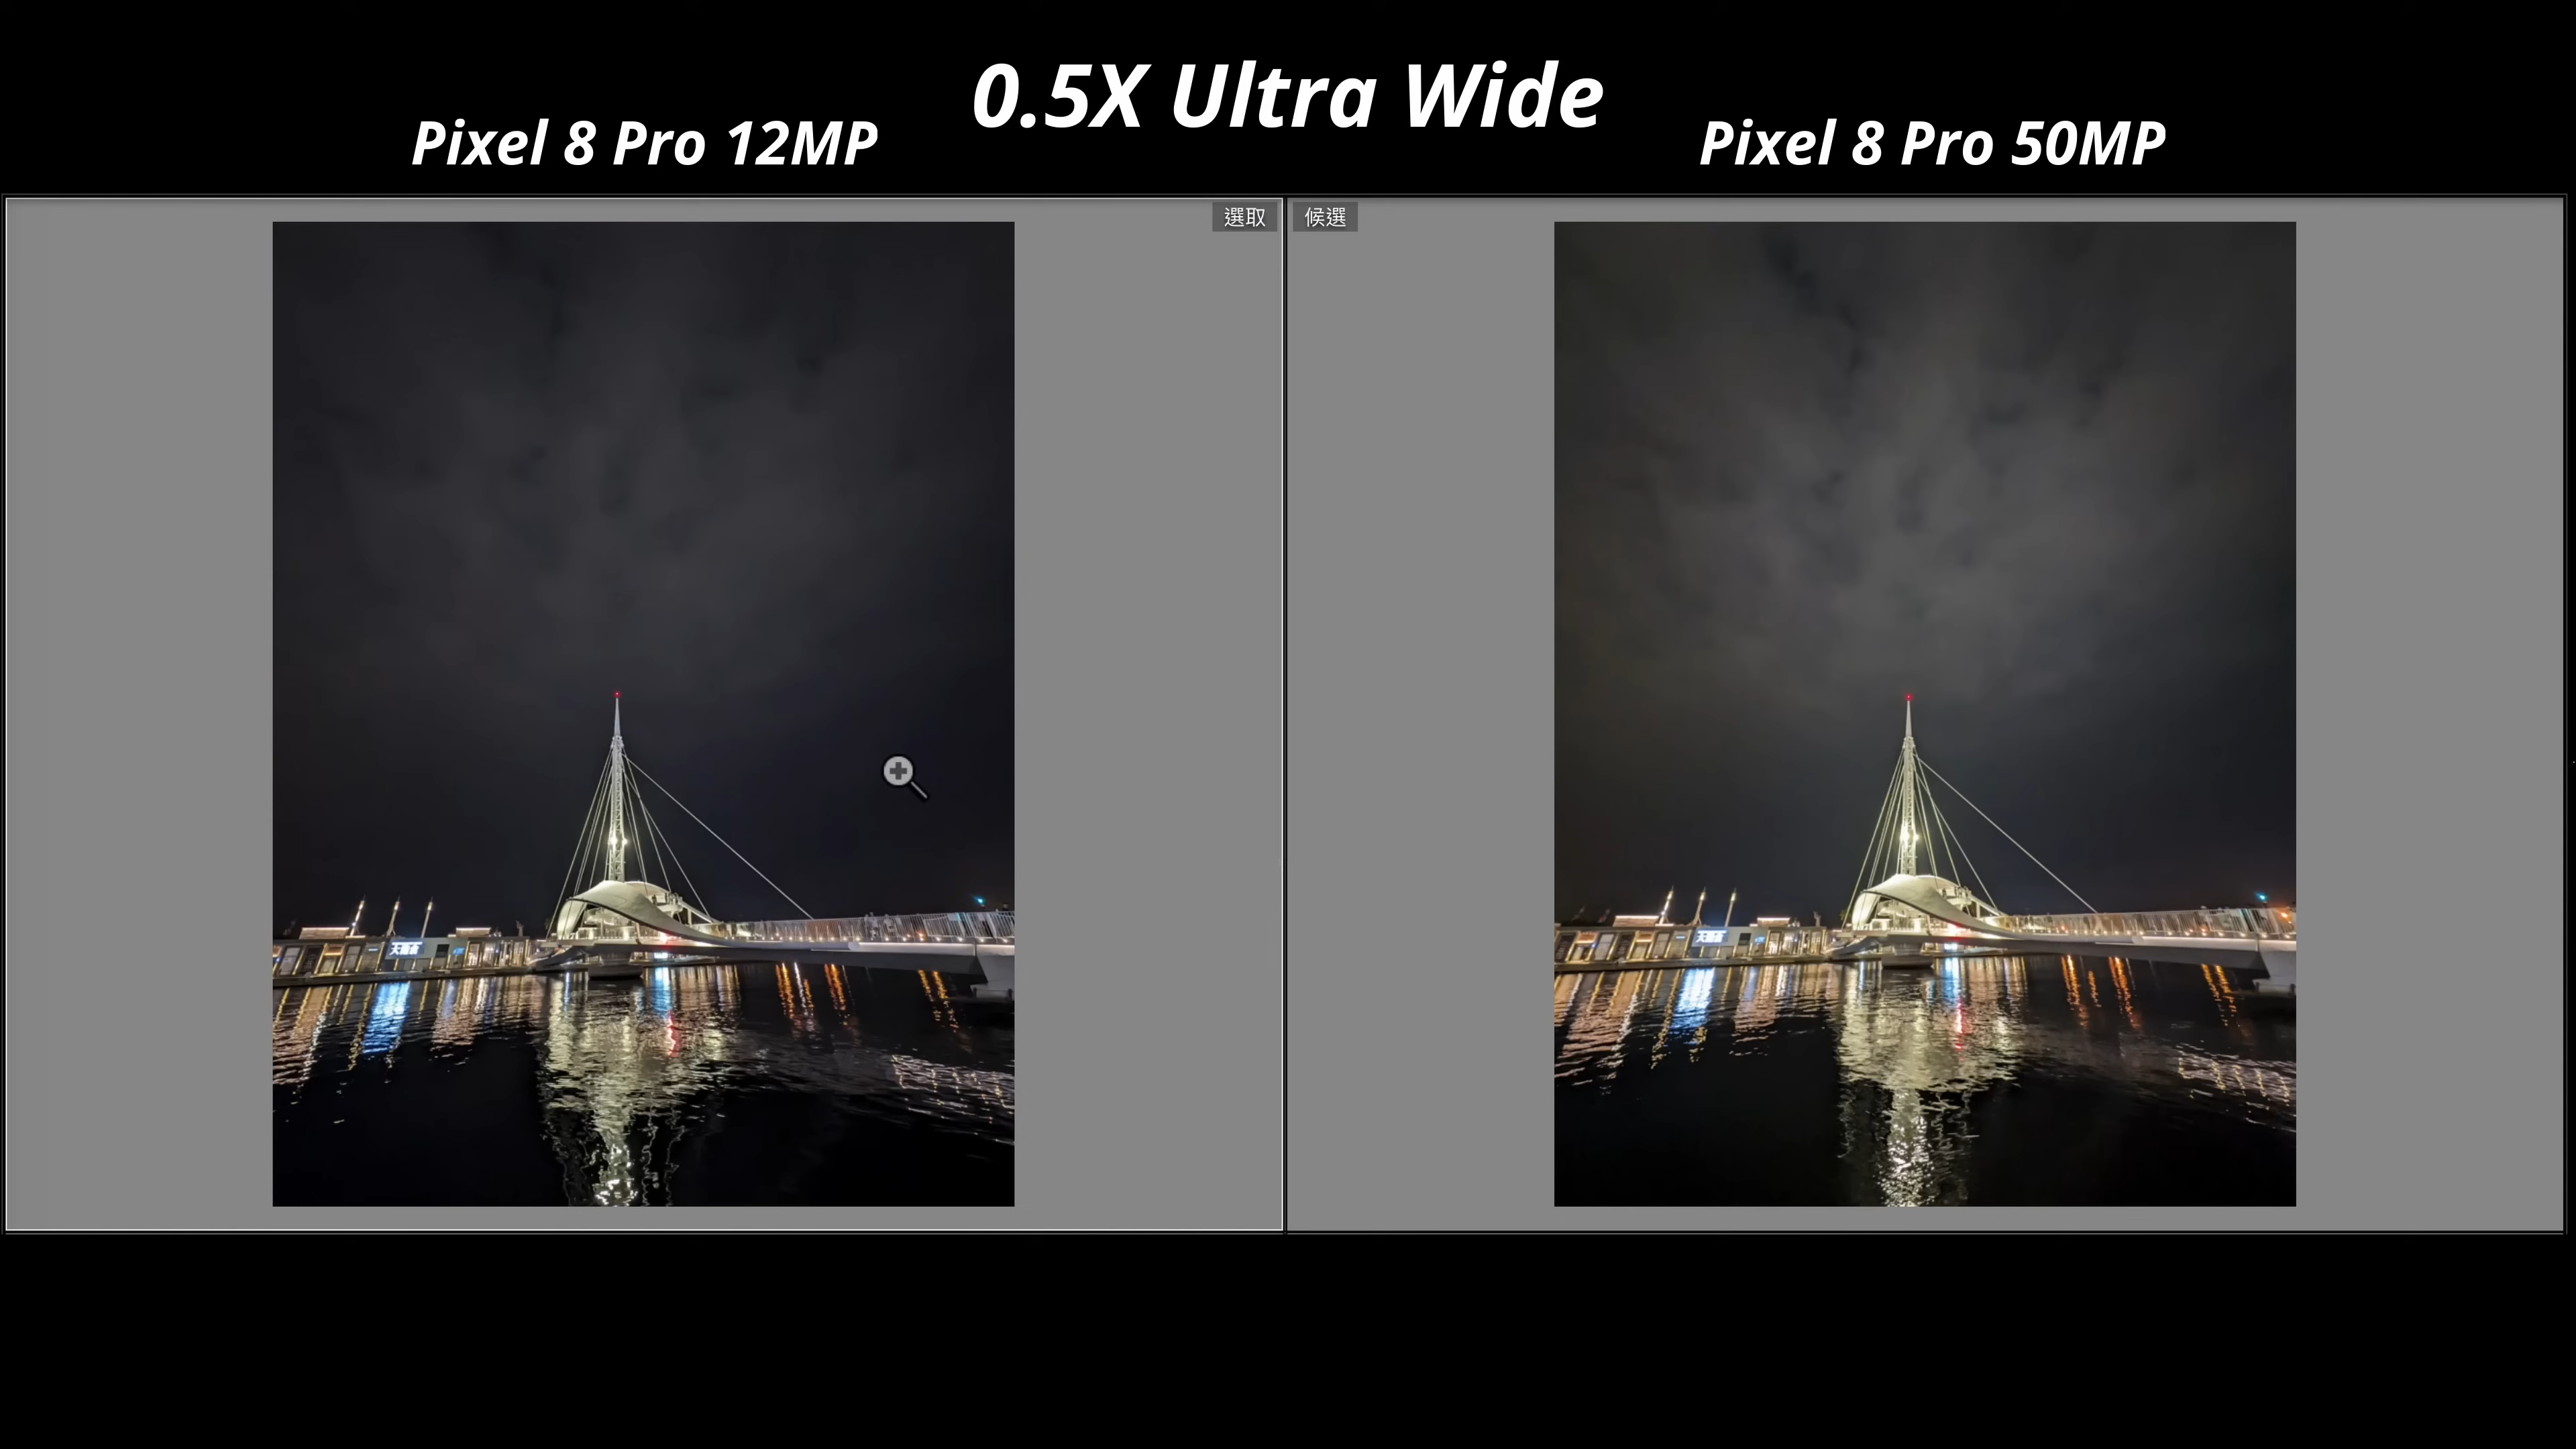 0.5X Ultra Wide
Pixel 8 Pro 12MP
Pixel 8 Pro 50MP
選取
候選